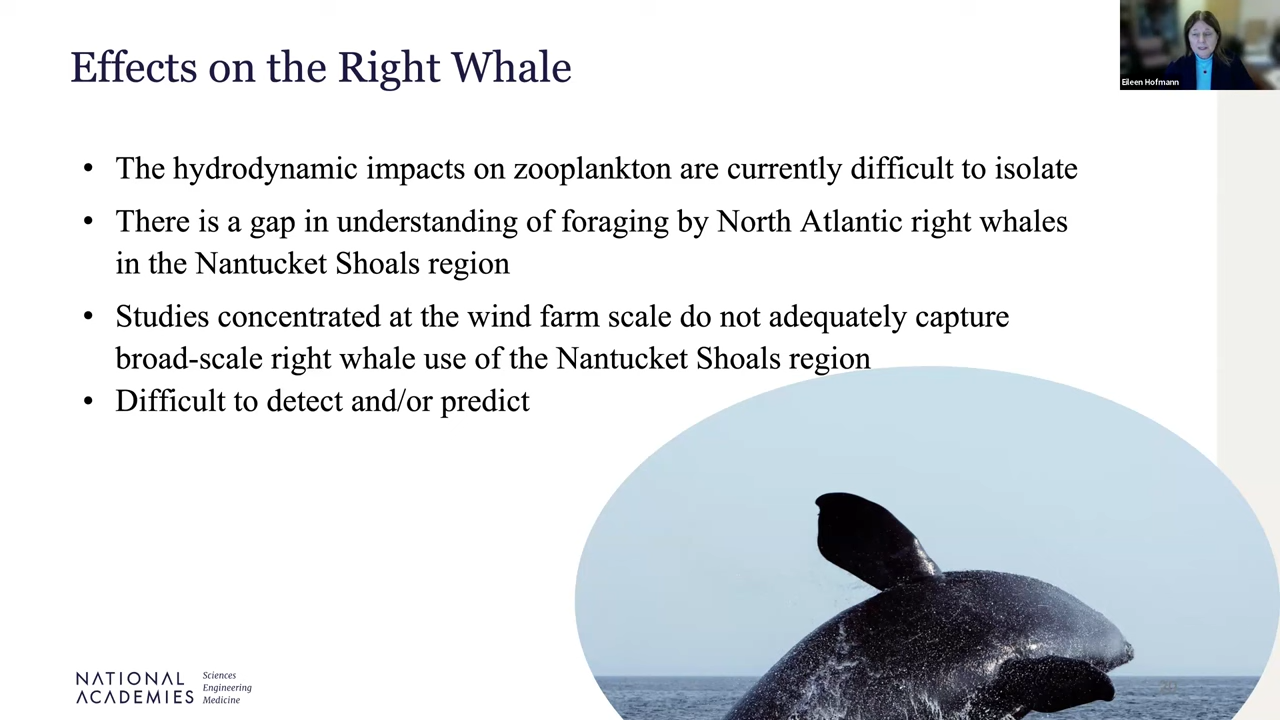 Effects on the Right Whale
Eileen Hofmann
• The hydrodynamic impacts on zooplankton are currently difficult to isolate
• There is a gap in understanding of foraging by North Atlantic right whales
in the Nantucket Shoals region
• Studies concentrated at the wind farm scale do not adequately capture
broad-scale right whale use of the Nantucket Shoals region
• Difficult to detect and/or predict
NATIONAL
ACADEMIES
Sciences
Engineering
Medicine